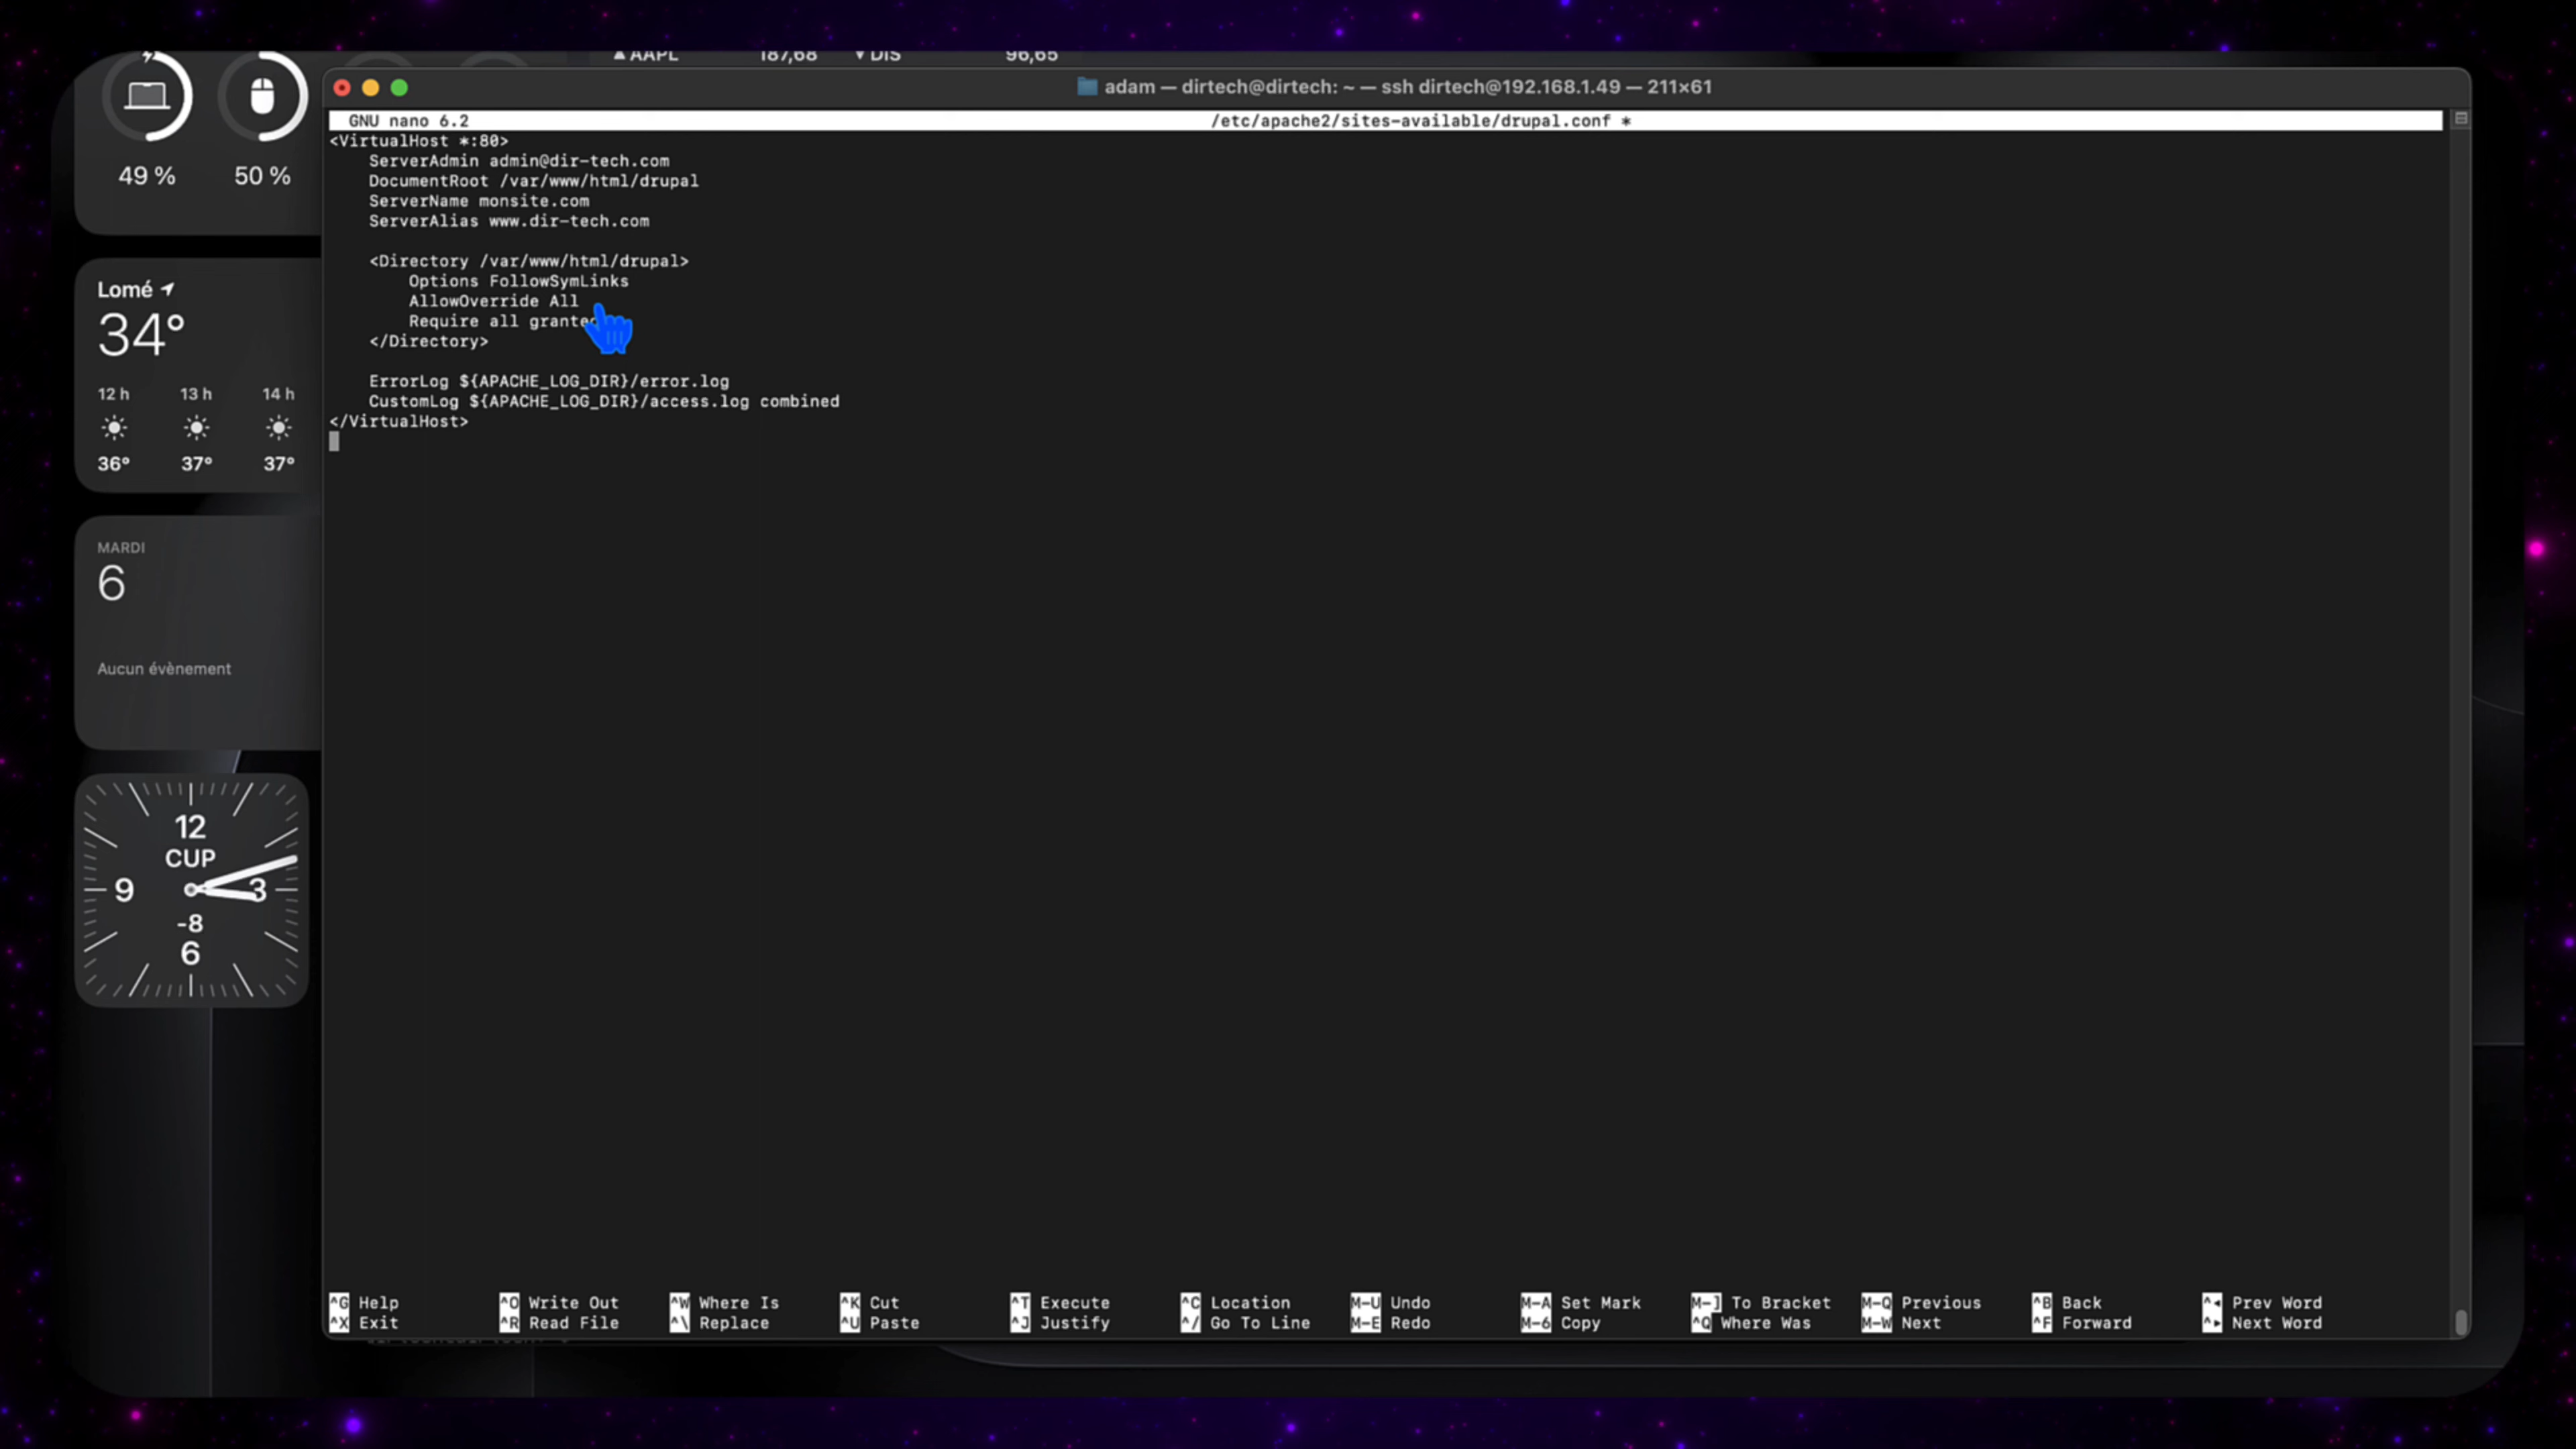 AAPL 187,68 DIS 96,65
adam — dirtech@dirtech: ~ — ssh dirtech@192.168.1.49 — 211×61
49 % 50 %
GNU nano 6.2 /etc/apache2/sites-available/drupal.conf *
<VirtualHost *:80>
    ServerAdmin admin@dir-tech.com
    DocumentRoot /var/www/html/drupal
    ServerName monsite.com
    ServerAlias www.dir-tech.com
    <Directory /var/www/html/drupal>
        Options FollowSymLinks
        AllowOverride All
        Require all granted
    </Directory>
    ErrorLog ${APACHE_LOG_DIR}/error.log
    CustomLog ${APACHE_LOG_DIR}/access.log combined
</VirtualHost>
Lomé
34°
12 h 13 h 14 h
36° 37° 37°
MARDI
6
Aucun évènement
12
CUP
9 3
-8
6
^G Help ^O Write Out ^W Where Is ^K Cut ^T Execute ^C Location M-U Undo M-A Set Mark M-] To Bracket M-Q Previous ^B Back ^◂ Prev Word
^X Exit ^R Read File ^\ Replace ^U Paste ^J Justify ^/ Go To Line M-E Redo M-6 Copy ^Q Where Was M-W Next ^F Forward ^▸ Next Word